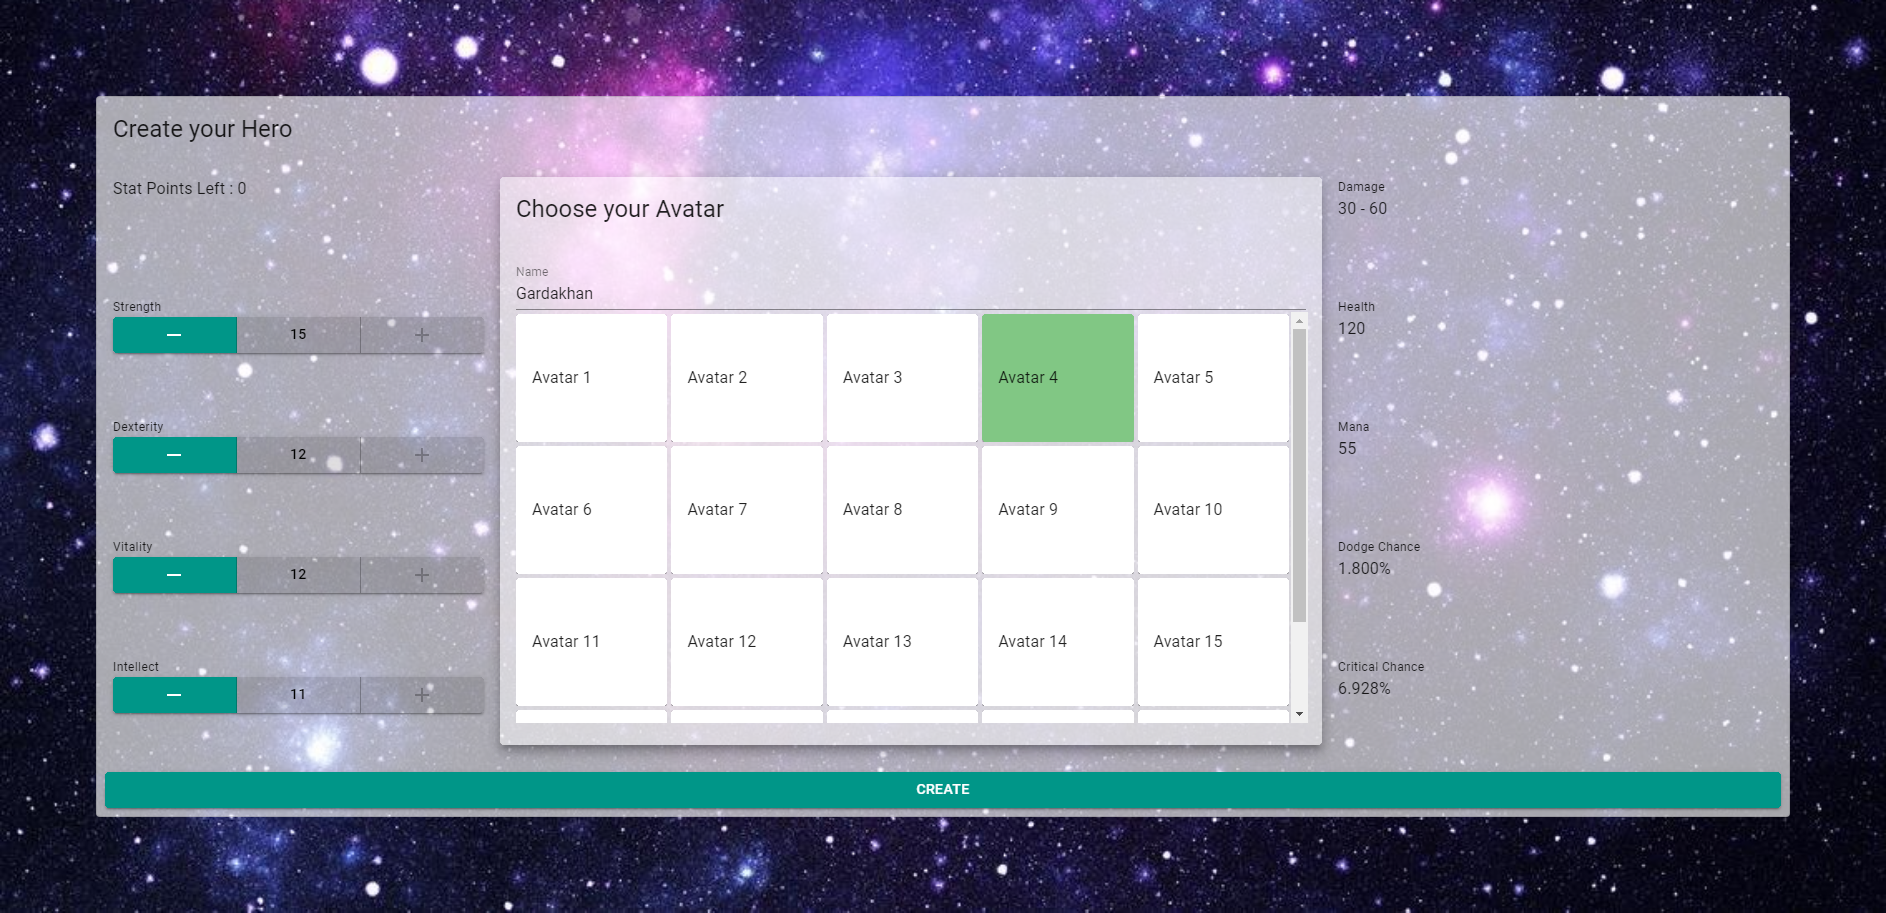 Create your Hero
Stat Points Left : 0
Strength
15
Dexterity
12
Vitality
12
Intellect
11
Choose your Avatar
Name
Gardakhan
Avatar 1
Avatar 2
Avatar 3
Avatar 4
Avatar 5
Avatar 6
Avatar 7
Avatar 8
Avatar 9
Avatar 10
Avatar 11
Avatar 12
Avatar 13
Avatar 14
Avatar 15
Damage
30 - 60
Health
120
Mana
55
Dodge Chance
1.800%
Critical Chance
6.928%
CREATE